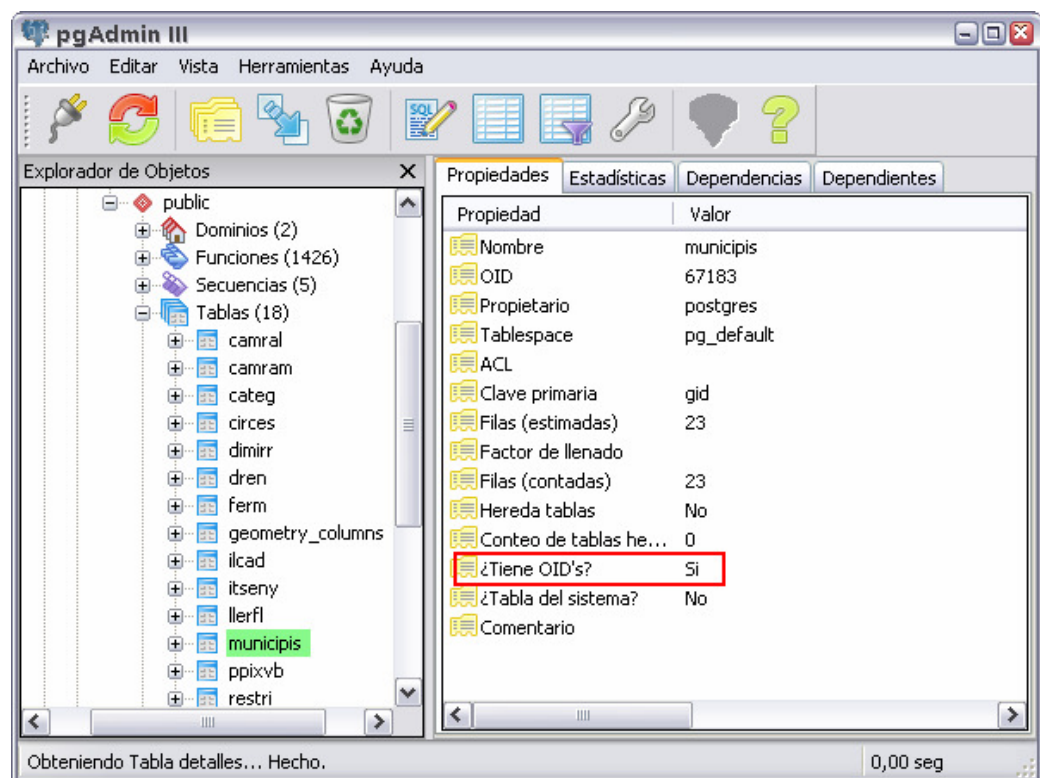 pgAdmin III
Archivo Editar Vista Herramientas Ayuda
SQL
Explorador de Objetos
public
Dominios (2)
Funciones (1426)
Secuencias (5)
Tablas (18)
camral
camram
categ
circes
dimirr
dren
ferm
geometry_columns
ilcad
itseny
llerfl
municipis
ppixvb
restri
Propiedades Estadísticas Dependencias Dependientes
Propiedad Valor
Nombre municipis
OID 67183
Propietario postgres
Tablespace pg_default
ACL
Clave primaria gid
Filas (estimadas) 23
Factor de llenado
Filas (contadas) 23
Hereda tablas No
Conteo de tablas he... 0
¿Tiene OID's? Si
¿Tabla del sistema? No
Comentario
Obteniendo Tabla detalles... Hecho. 0,00 seg